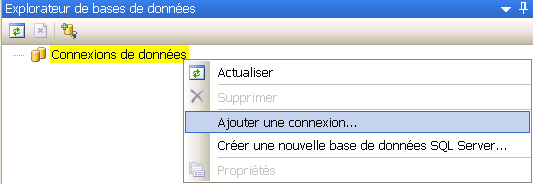 Explorateur de bases de données
Connexions de données
Actualiser
Supprimer
Ajouter une connexion...
Créer une nouvelle base de données SQL Server...
Propriétés